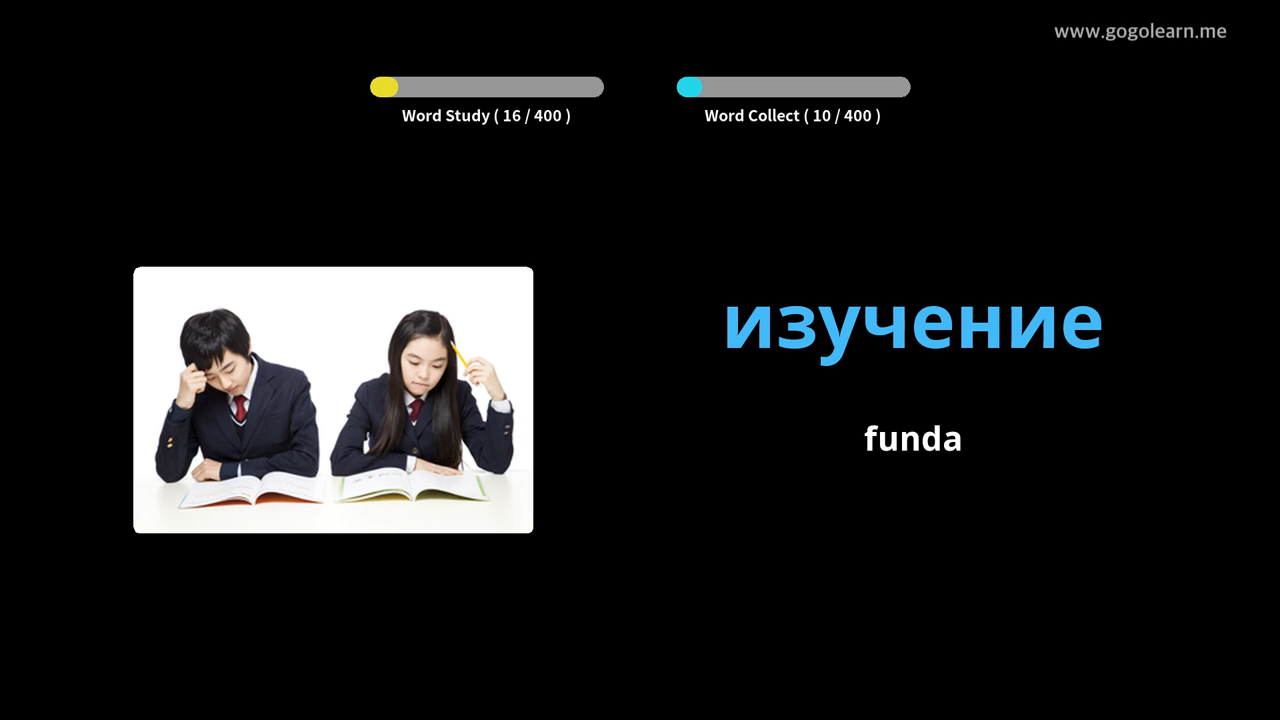 www.gogolearn.me
Word Study ( 16 / 400 )
Word Collect ( 10 / 400 )
изучение
funda